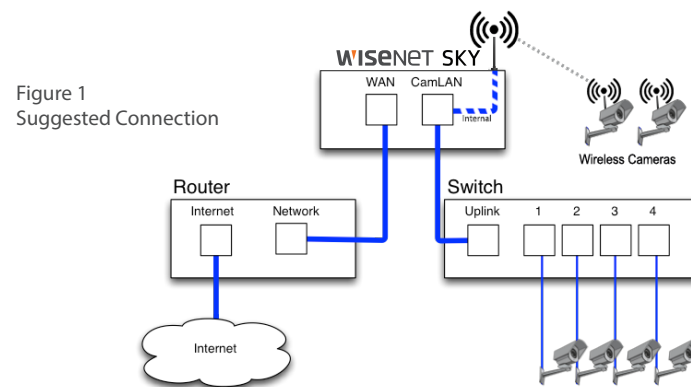 WISENET SKY
Figure 1
Suggested Connection
WAN CamLAN
Internal
Wireless Cameras
Router
Internet Network
Switch
Uplink 1 2 3 4
Internet